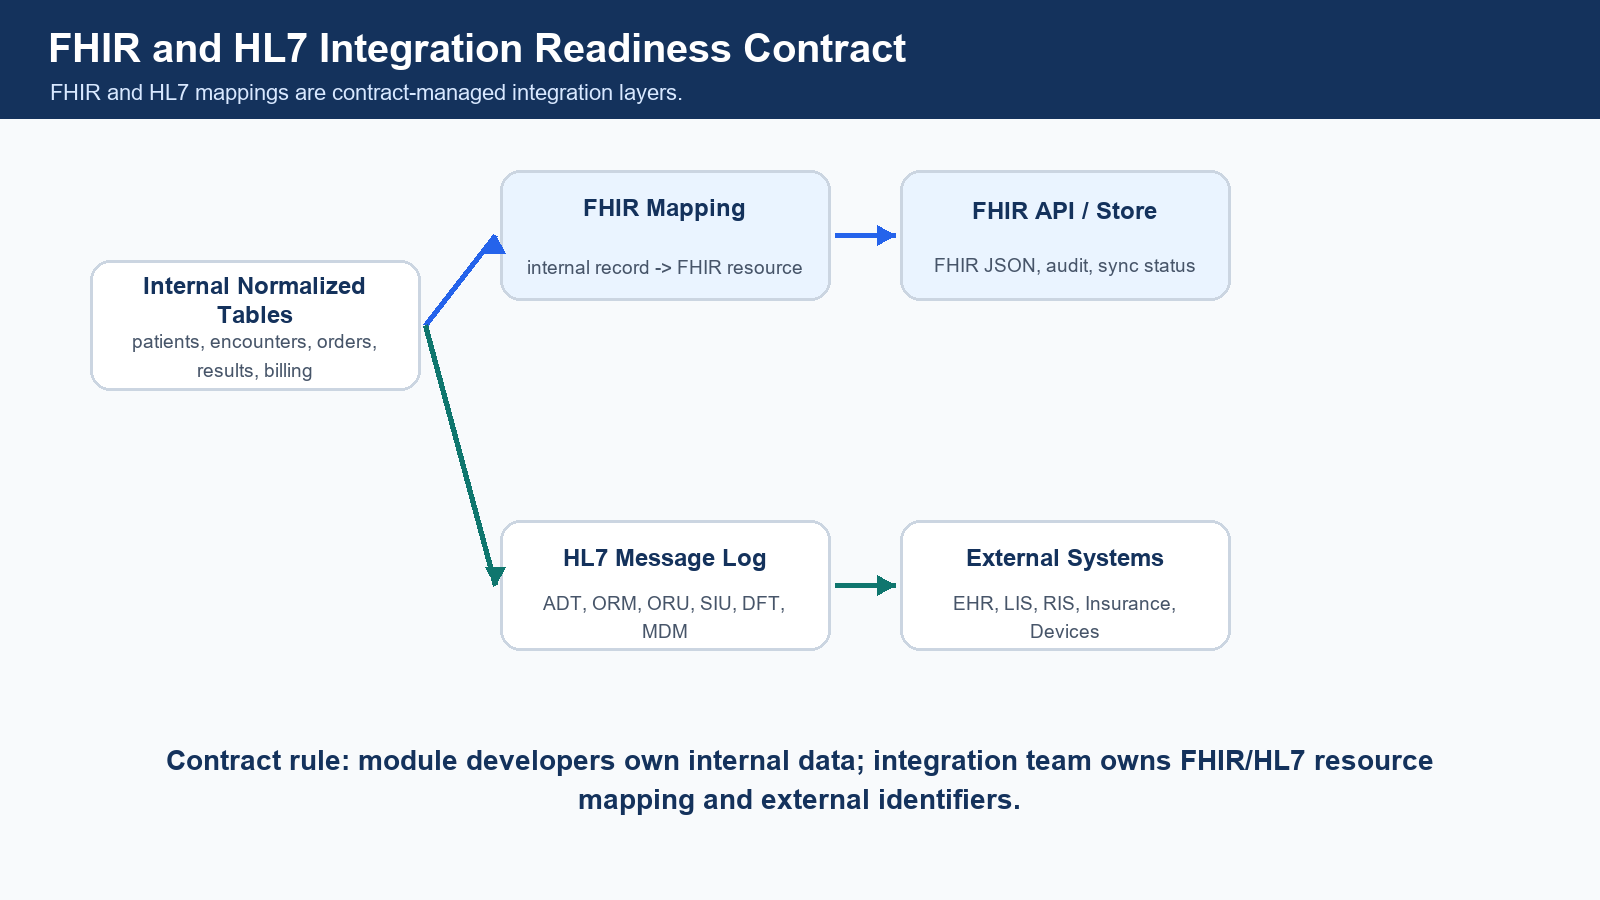 FHIR and HL7 Integration Readiness Contract
FHIR and HL7 mappings are contract-managed integration layers.
Internal Normalized
Tables
patients, encounters, orders,
results, billing
FHIR Mapping
internal record -> FHIR resource
FHIR API / Store
FHIR JSON, audit, sync status
HL7 Message Log
ADT, ORM, ORU, SIU, DFT,
MDM
External Systems
EHR, LIS, RIS, Insurance,
Devices
Contract rule: module developers own internal data; integration team owns FHIR/HL7 resource
mapping and external identifiers.